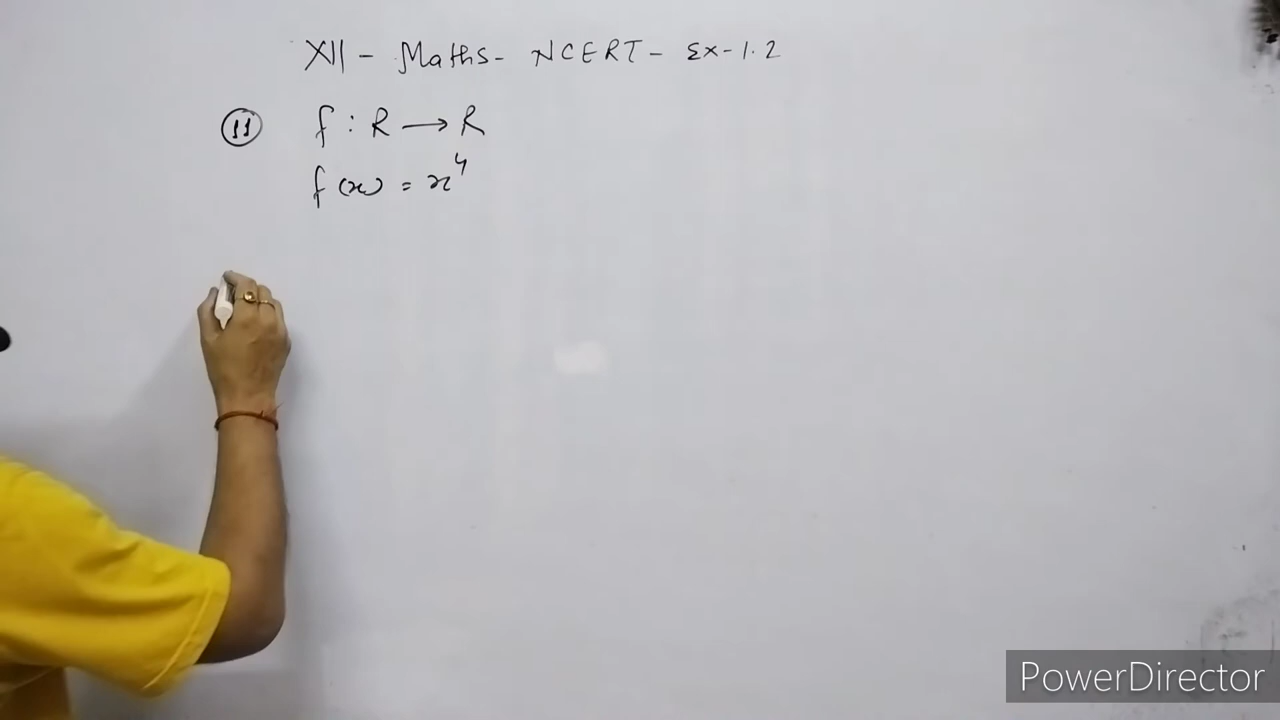 XII - Maths - NCERT - Ex-1.2
11 f : R → R
f(x) = x⁴
PowerDirector